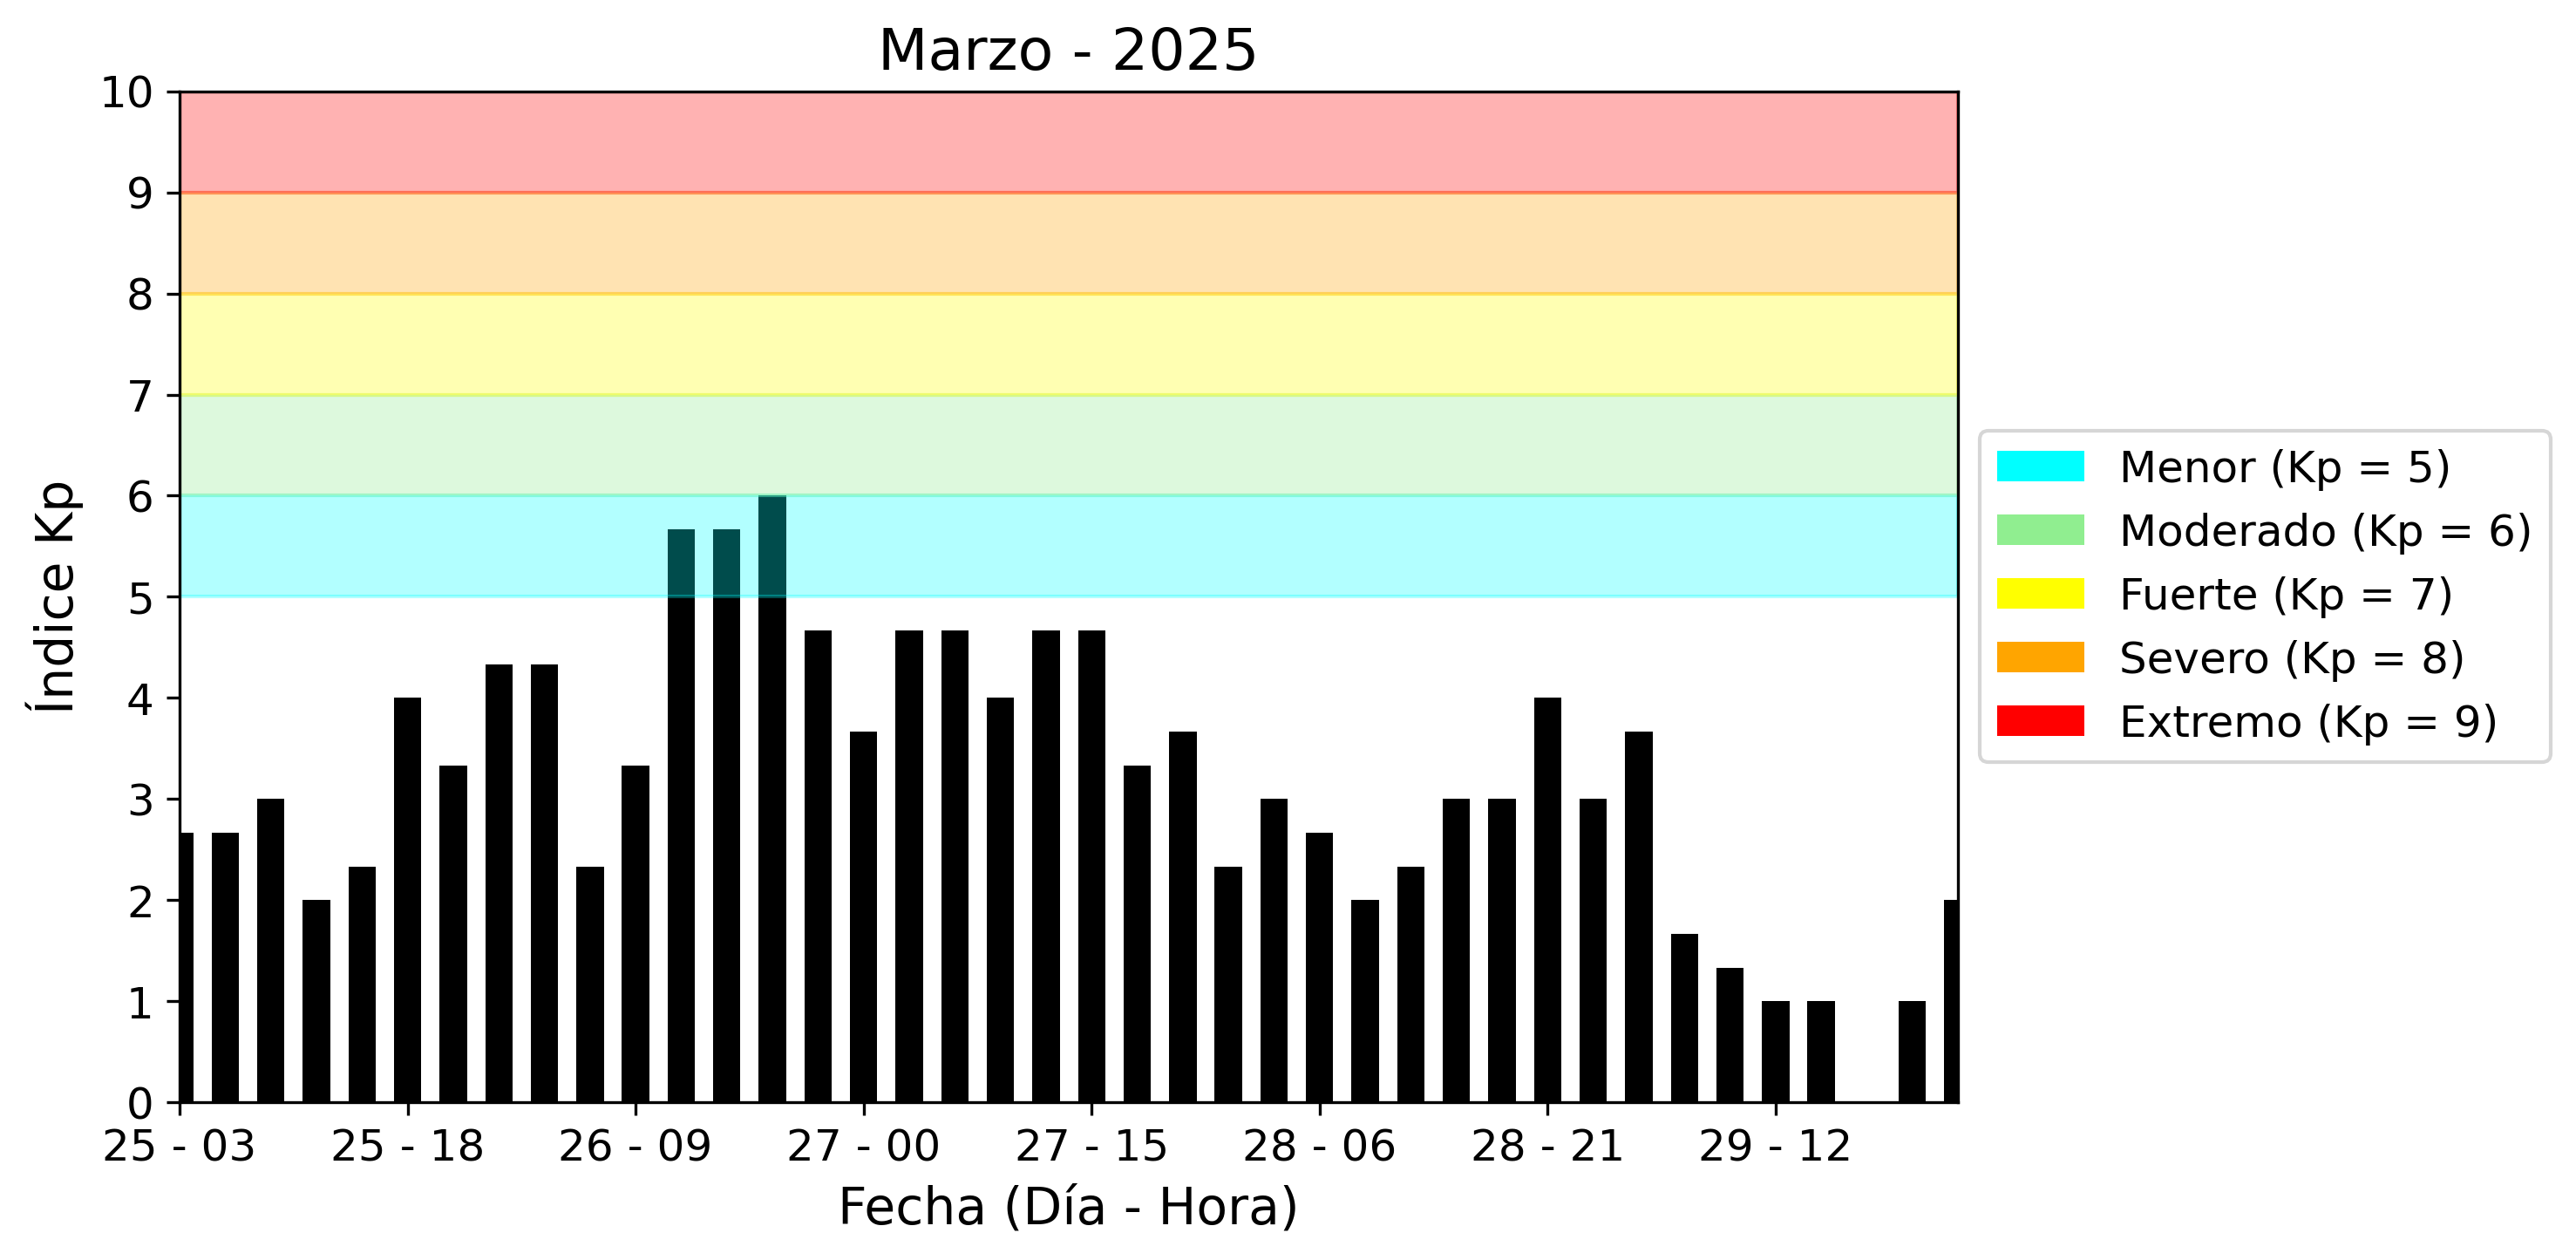 Marzo - 2025
10
9
8
7
6
5
4
3
2
1
0
Índice Kp
25 - 03
25 - 18
26 - 09
27 - 00
27 - 15
28 - 06
28 - 21
29 - 12
Fecha (Día - Hora)
Menor (Kp = 5)
Moderado (Kp = 6)
Fuerte (Kp = 7)
Severo (Kp = 8)
Extremo (Kp = 9)